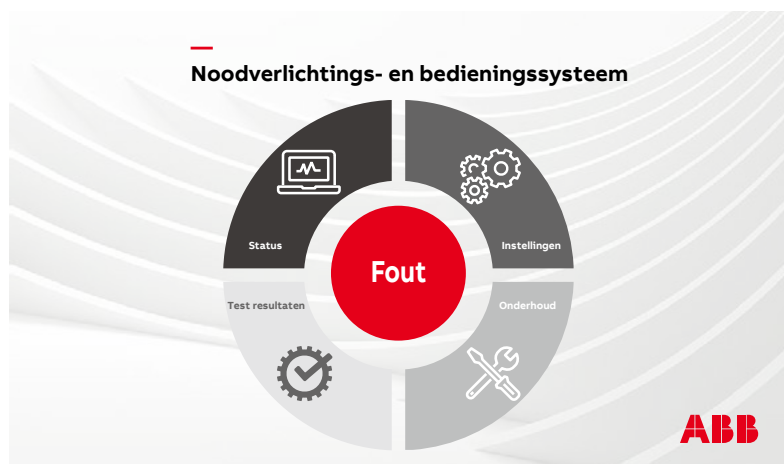 Noodverlichtings- en bedieningssysteem
Status
Instellingen
Fout
Test resultaten
Onderhoud
ABB